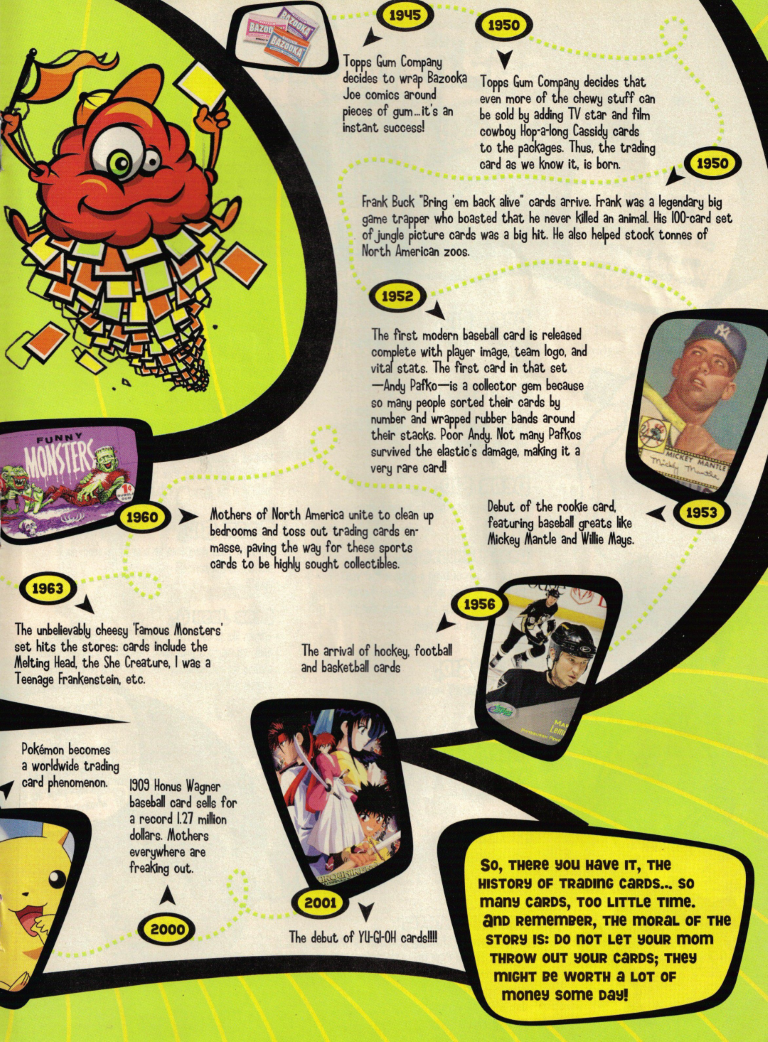 1945
Topps Gum Company
decides to wrap Bazooka
Joe comics around
pieces of gum...it's an
instant success!
1950
Topps Gum Company decides that
even more of the chewy stuff can
be sold by adding TV star and film
cowboy Hop-a-long Cassidy cards
to the packages. Thus, the trading
card as we know it, is born.
BAZOOKA
BAZOOKA
1950
Frank Buck "Bring 'em back alive" cards arrive. Frank was a legendary big
game trapper who boasted that he never killed an animal. His 100-card set
of jungle picture cards was a big hit. He also helped stock tonnes of
North American zoos.
1952
The first modern baseball card is released
complete with player image, team logo, and
vital stats. The first card in that set
—Andy Pafko—is a collector gem because
so many people sorted their cards by
number and wrapped rubber bands around
their stacks. Poor Andy. Not many Pafkos
survived the elastic's damage, making it a
very rare card!
MICKEY MANTLE
Mickey Mantle
1953
Debut of the rookie card,
featuring baseball greats like
Mickey Mantle and Willie Mays.
1956
The arrival of hockey, football
and basketball cards
FUNNY
MONSTERS
1¢
1960
Mothers of North America unite to clean up
bedrooms and toss out trading cards en-
masse, paving the way for these sports
cards to be highly sought collectibles.
1963
The unbelievably cheesy 'Famous Monsters'
set hits the stores: cards include the
Melting Head, the She Creature, I was a
Teenage Frankenstein, etc.
Pokémon becomes
a worldwide trading
card phenomenon.
1909 Honus Wagner
baseball card sells for
a record 1.27 million
dollars. Mothers
everywhere are
freaking out.
2000
2001
The debut of YU-GI-OH cards!!!!
So, there you have it, the
history of trading cards... so
many cards, too little time.
And remember, the moral of the
story is: do not let your mom
throw out your cards; they
might be worth a lot of
money some day!